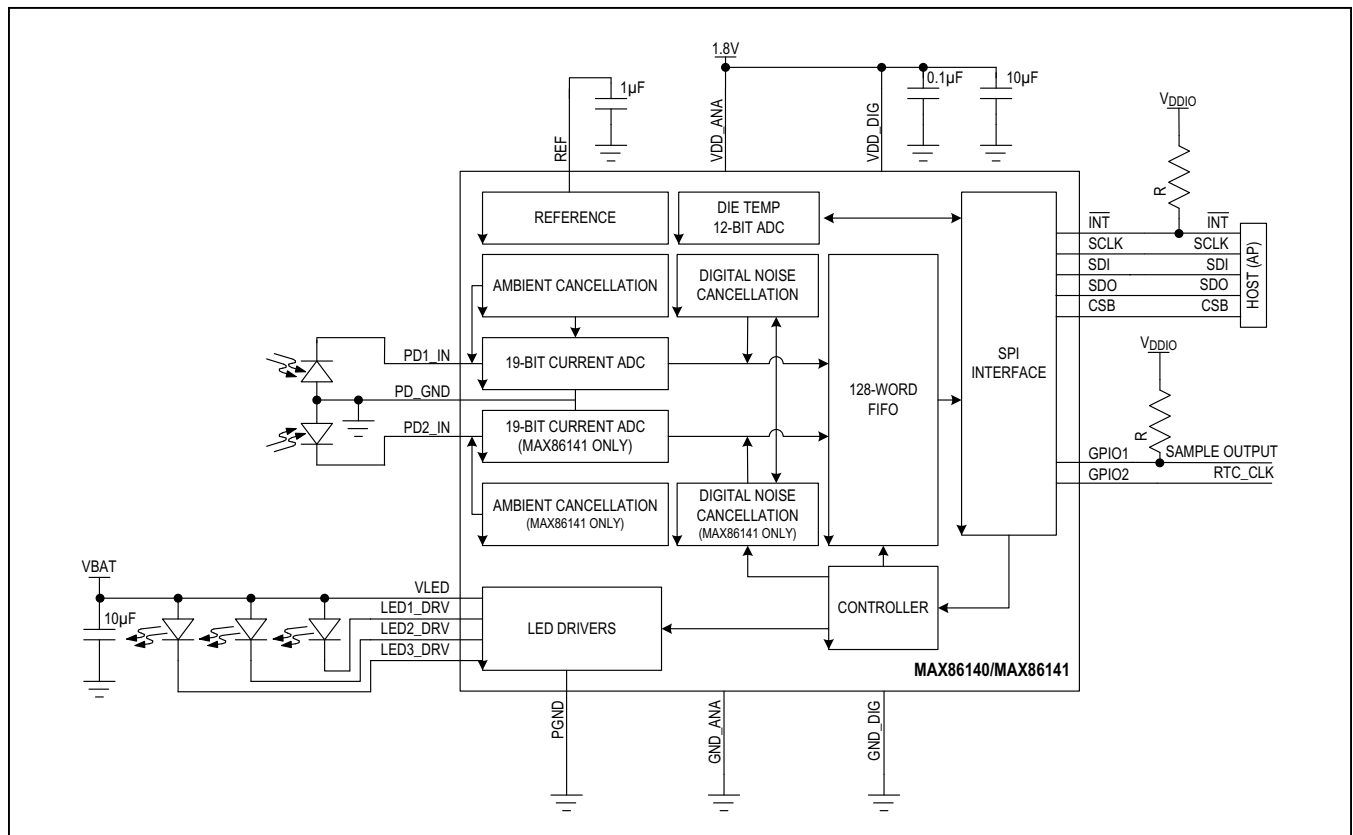 1.8V
1µF
0.1µF
10µF
VDDIO
REF
VDD_ANA
VDD_DIG
R
REFERENCE
DIE TEMP
12-BIT ADC
INT
INT
SCLK
SCLK
SDI
SDI
SDO
SDO
CSB
CSB
HOST (AP)
AMBIENT CANCELLATION
DIGITAL NOISE
CANCELLATION
PD1_IN
19-BIT CURRENT ADC
SPI
INTERFACE
VDDIO
PD_GND
128-WORD
FIFO
PD2_IN
19-BIT CURRENT ADC
(MAX86141 ONLY)
R
GPIO1
SAMPLE OUTPUT
GPIO2
RTC_CLK
AMBIENT CANCELLATION
(MAX86141 ONLY)
DIGITAL NOISE
CANCELLATION
(MAX86141 ONLY)
VBAT
10µF
VLED
LED1_DRV
LED2_DRV
LED3_DRV
LED DRIVERS
CONTROLLER
MAX86140/MAX86141
PGND
GND_ANA
GND_DIG